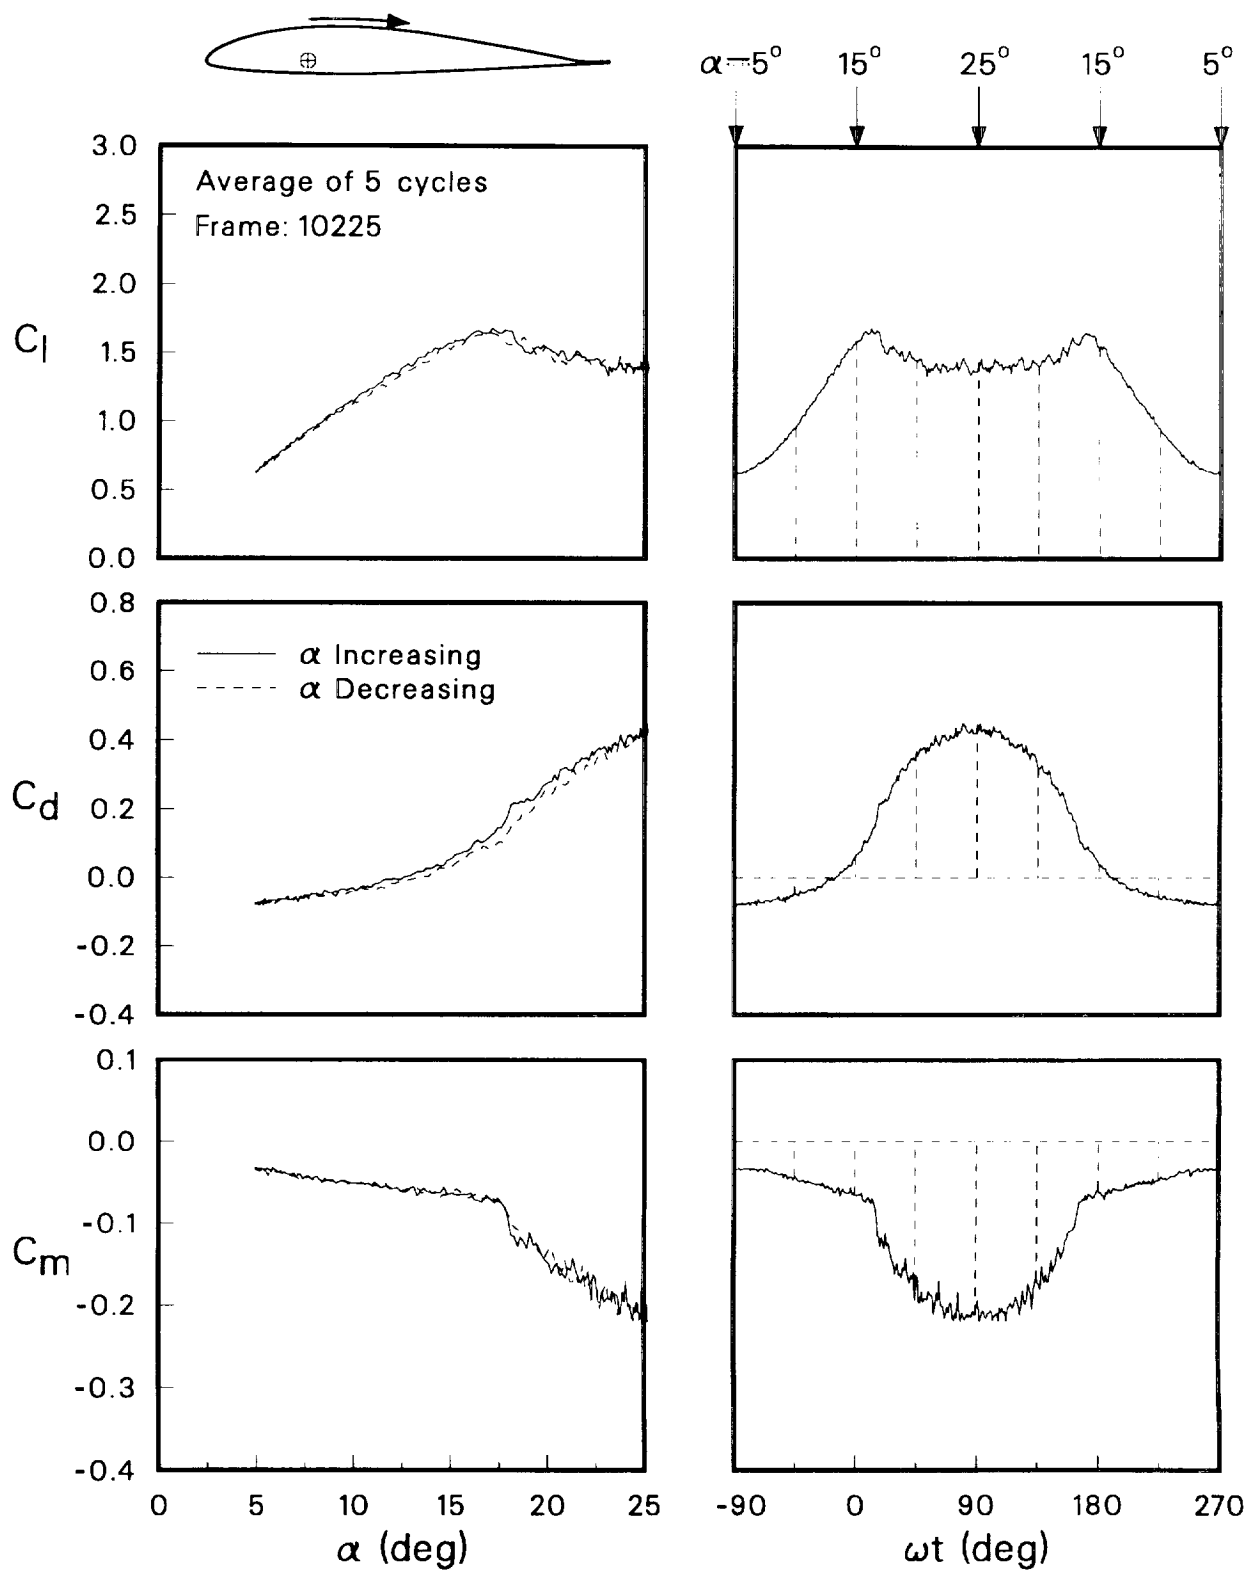 α=5° 15° 25° 15° 5°
3.0
2.5
2.0
1.5
1.0
0.5
0.0
Cl
Average of 5 cycles
Frame: 10225
0.8
0.6
0.4
0.2
0.0
-0.2
-0.4
Cd
α Increasing
α Decreasing
0.1
0.0
-0.1
-0.2
-0.3
-0.4
Cm
0 5 10 15 20 25
α (deg)
-90 0 90 180 270
ωt (deg)